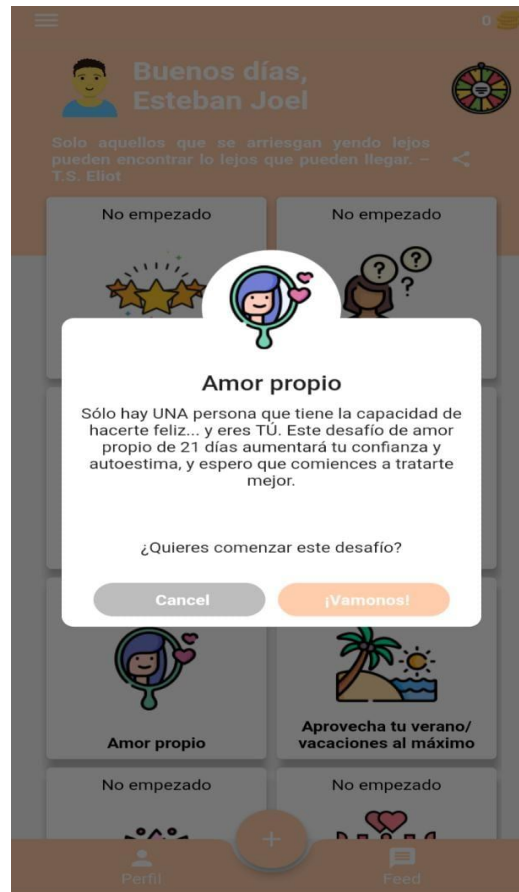 0
Buenos días,
Esteban Joel
Solo aquellos que se arriesgan yendo lejos
pueden encontrar lo lejos que pueden llegar. –
T.S. Eliot
No empezado
No empezado
? ?
?
Amor propio
Sólo hay UNA persona que tiene la capacidad de
hacerte feliz... y eres TÚ. Este desafío de amor
propio de 21 días aumentará tu confianza y
autoestima, y espero que comiences a tratarte
mejor.
¿Quieres comenzar este desafío?
Cancel
¡Vamonos!
Amor propio
Aprovecha tu verano/
vacaciones al máximo
No empezado
No empezado
+
Perfil
Feed